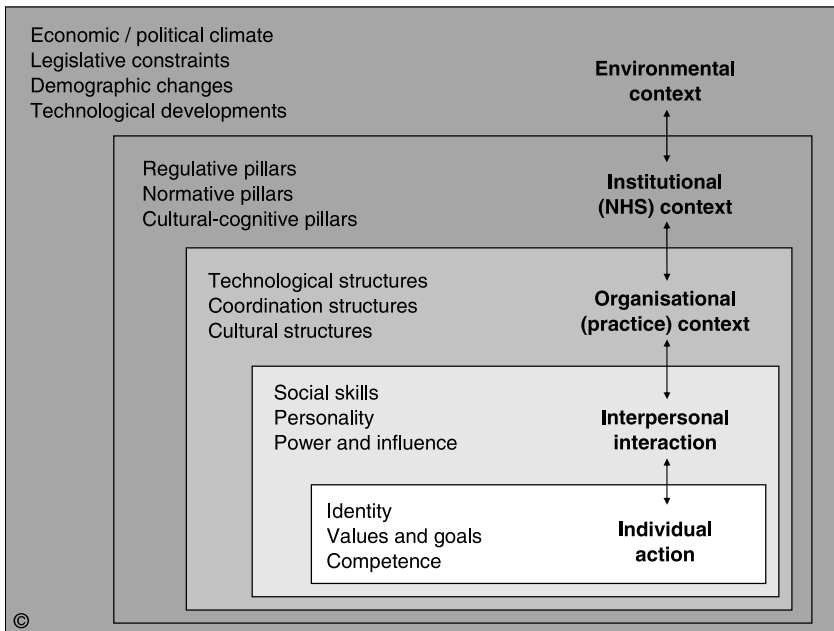 Economic / political climate
Legislative constraints
Demographic changes
Technological developments
Environmental
context
Regulative pillars
Normative pillars
Cultural-cognitive pillars
Institutional
(NHS) context
Technological structures
Coordination structures
Cultural structures
Organisational
(practice) context
Social skills
Personality
Power and influence
Interpersonal
interaction
Identity
Values and goals
Competence
Individual
action
©